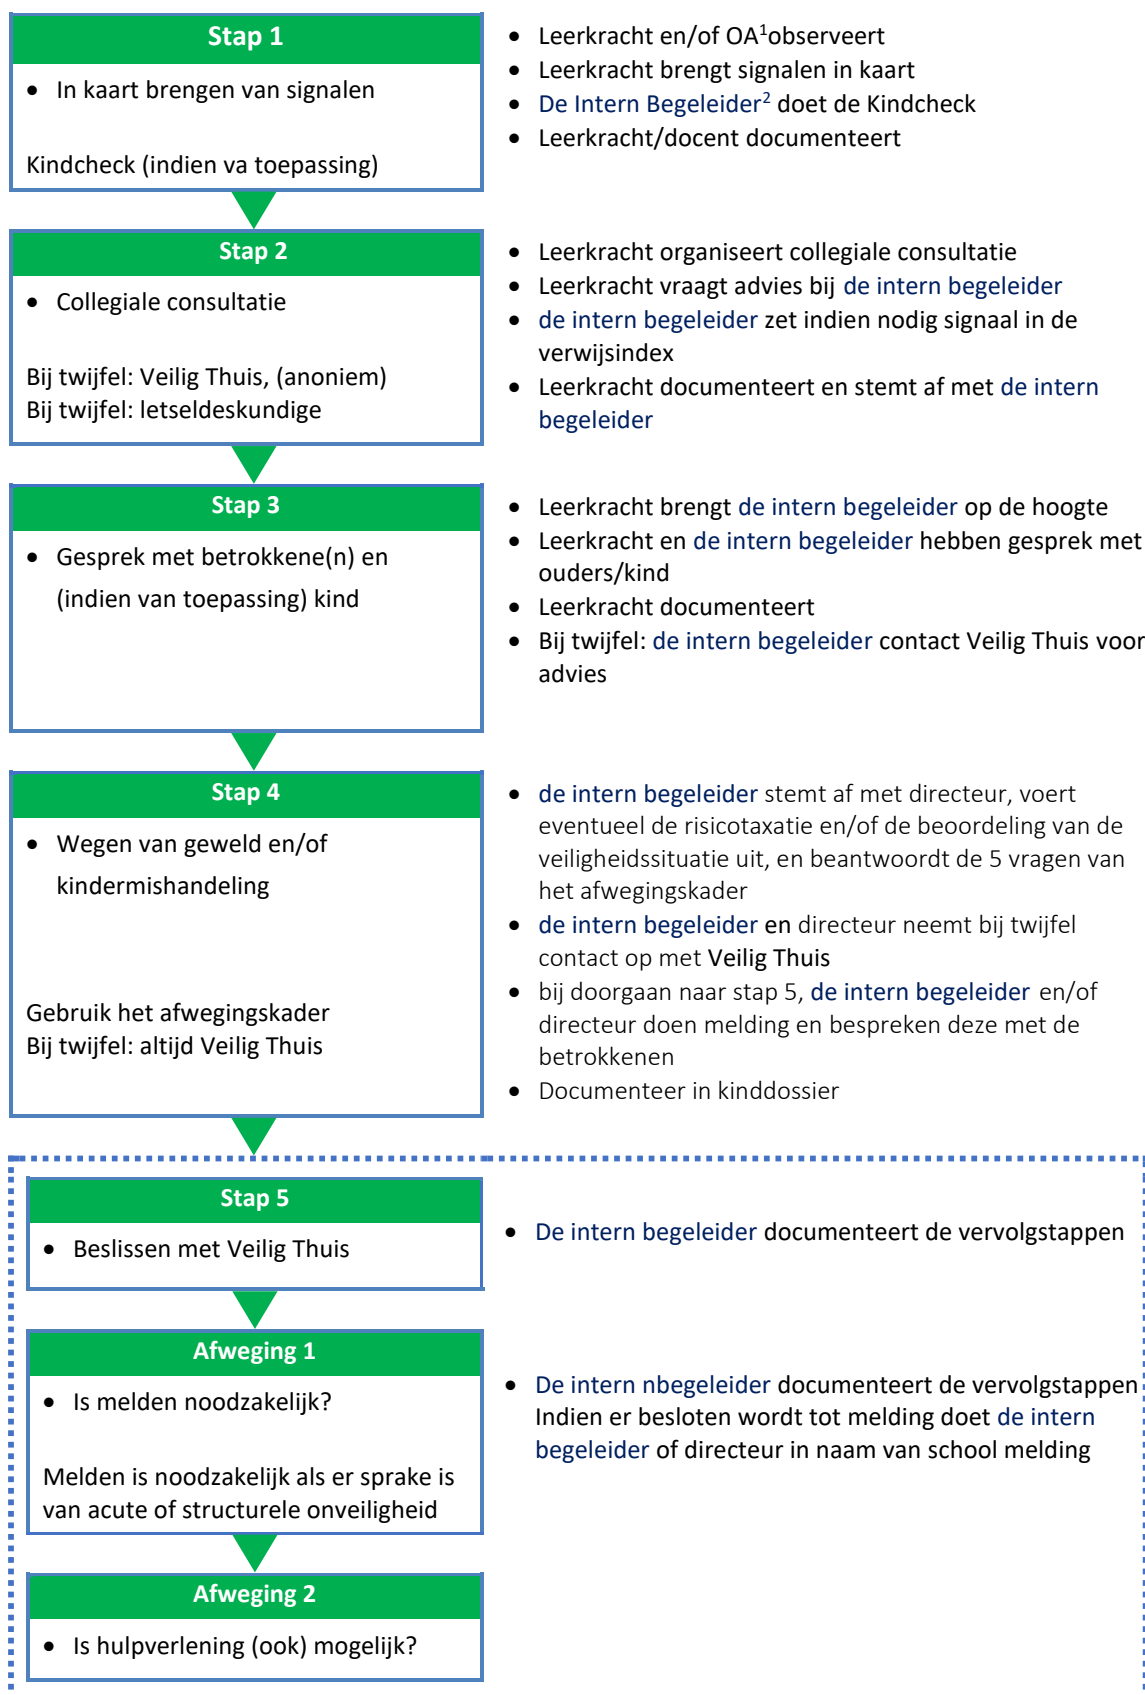 Stap 1
• In kaart brengen van signalen
Kindcheck (indien va toepassing)
• Leerkracht en/of OA¹observeert
• Leerkracht brengt signalen in kaart
• De Intern Begeleider² doet de Kindcheck
• Leerkracht/docent documenteert
Stap 2
• Collegiale consultatie
Bij twijfel: Veilig Thuis, (anoniem)
Bij twijfel: letseldeskundige
• Leerkracht organiseert collegiale consultatie
• Leerkracht vraagt advies bij de intern begeleider
• de intern begeleider zet indien nodig signaal in de
verwijsindex
• Leerkracht documenteert en stemt af met de intern
begeleider
Stap 3
• Gesprek met betrokkene(n) en
(indien van toepassing) kind
• Leerkracht brengt de intern begeleider op de hoogte
• Leerkracht en de intern begeleider hebben gesprek met
ouders/kind
• Leerkracht documenteert
• Bij twijfel: de intern begeleider contact Veilig Thuis voor
advies
Stap 4
• Wegen van geweld en/of
kindermishandeling
Gebruik het afwegingskader
Bij twijfel: altijd Veilig Thuis
• de intern begeleider stemt af met directeur, voert
eventueel de risicotaxatie en/of de beoordeling van de
veiligheidssituatie uit, en beantwoordt de 5 vragen van
het afwegingskader
• de intern begeleider en directeur neemt bij twijfel
contact op met Veilig Thuis
• bij doorgaan naar stap 5, de intern begeleider en/of
directeur doen melding en bespreken deze met de
betrokkenen
• Documenteer in kinddossier
Stap 5
• Beslissen met Veilig Thuis
• De intern begeleider documenteert de vervolgstappen
Afweging 1
• Is melden noodzakelijk?
Melden is noodzakelijk als er sprake is
van acute of structurele onveiligheid
• De intern nbegeleider documenteert de vervolgstappen
Indien er besloten wordt tot melding doet de intern
begeleider of directeur in naam van school melding
Afweging 2
• Is hulpverlening (ook) mogelijk?